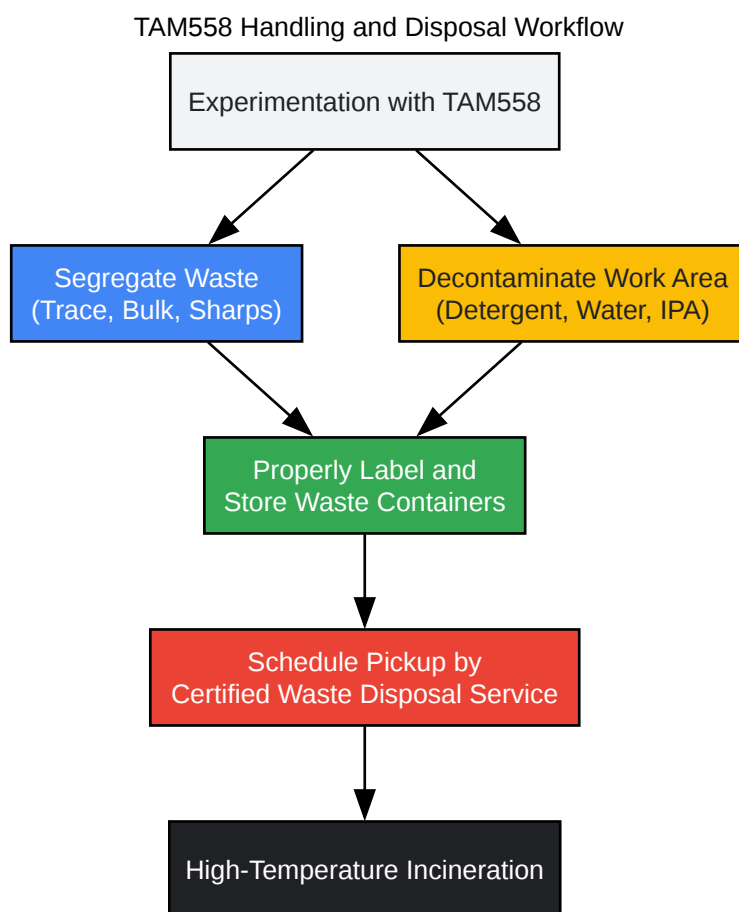 TAM558 Handling and Disposal Workflow
Experimentation with TAM558
Segregate Waste
(Trace, Bulk, Sharps)
Decontaminate Work Area
(Detergent, Water, IPA)
Properly Label and
Store Waste Containers
Schedule Pickup by
Certified Waste Disposal Service
High-Temperature Incineration